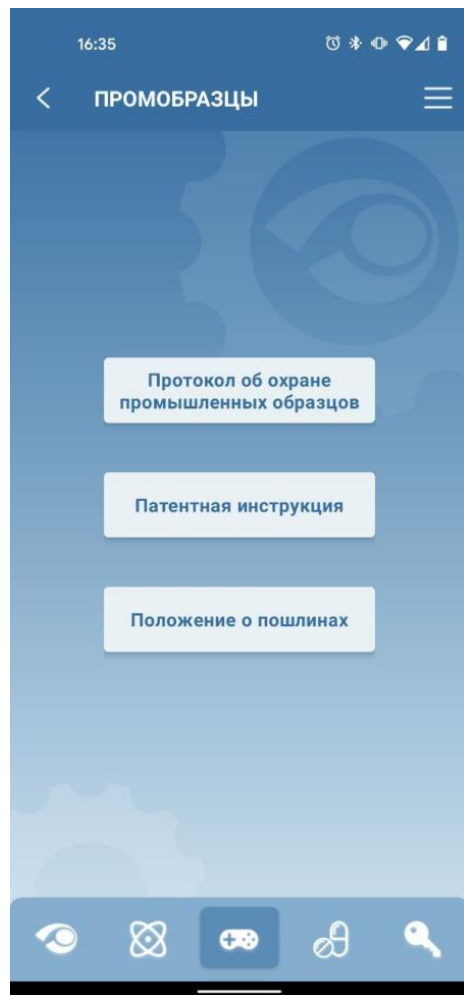 16:35
ПРОМОБРАЗЦЫ
Протокол об охране
промышленных образцов
Патентная инструкция
Положение о пошлинах